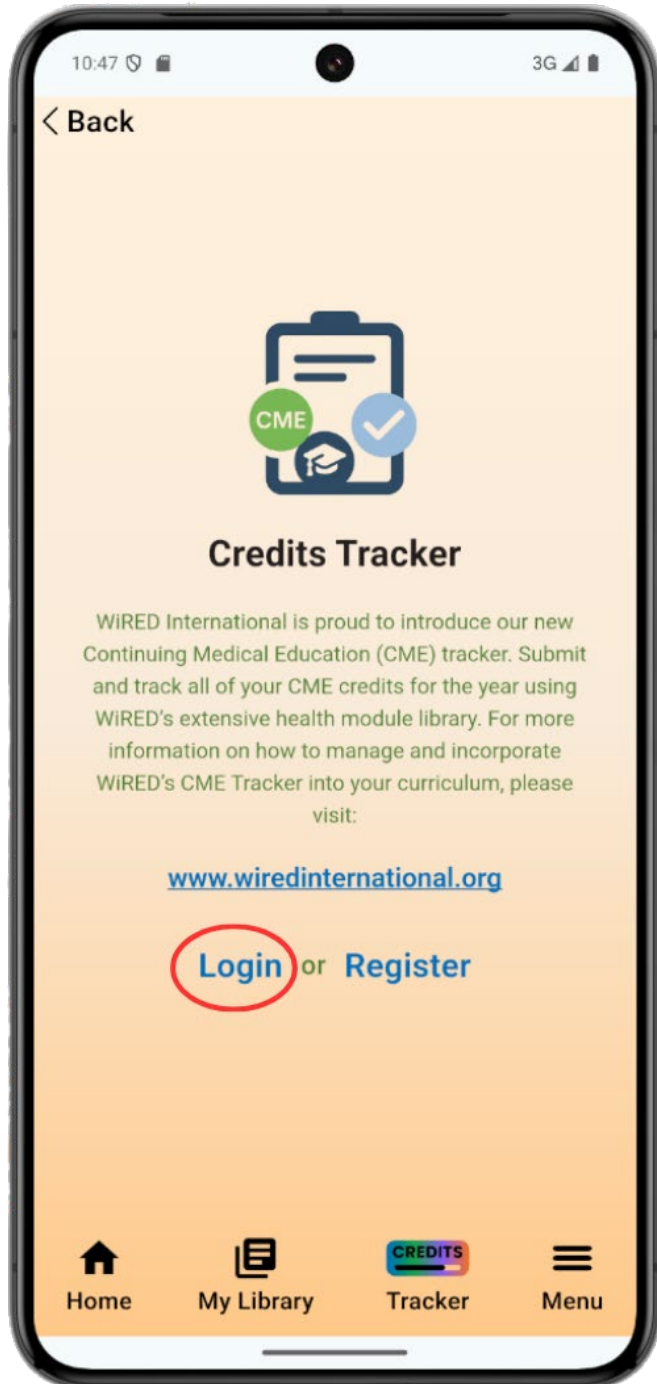 10:47 3G
Back
CME
Credits Tracker
WiRED International is proud to introduce our new
Continuing Medical Education (CME) tracker. Submit
and track all of your CME credits for the year using
WiRED's extensive health module library. For more
information on how to manage and incorporate
WiRED's CME Tracker into your curriculum, please
visit:
www.wiredinternational.org
Login or Register
CREDITS
Home My Library Tracker Menu